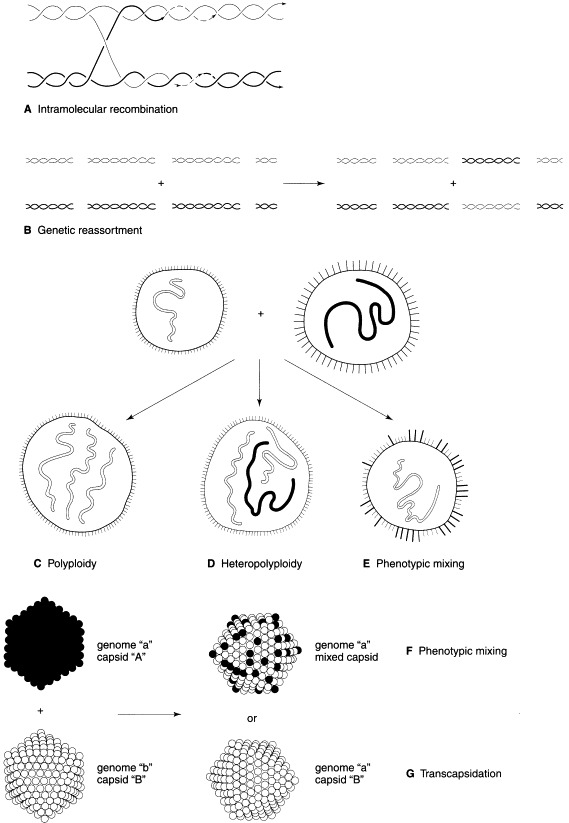 A Intramolecular recombination
+ +
B Genetic reassortment
+
C Polyploidy D Heteropolyploidy E Phenotypic mixing
genome "a"
capsid "A"
genome "a"
mixed capsid
F Phenotypic mixing
+
or
genome "b"
capsid "B"
genome "a"
capsid "B"
G Transcapsidation